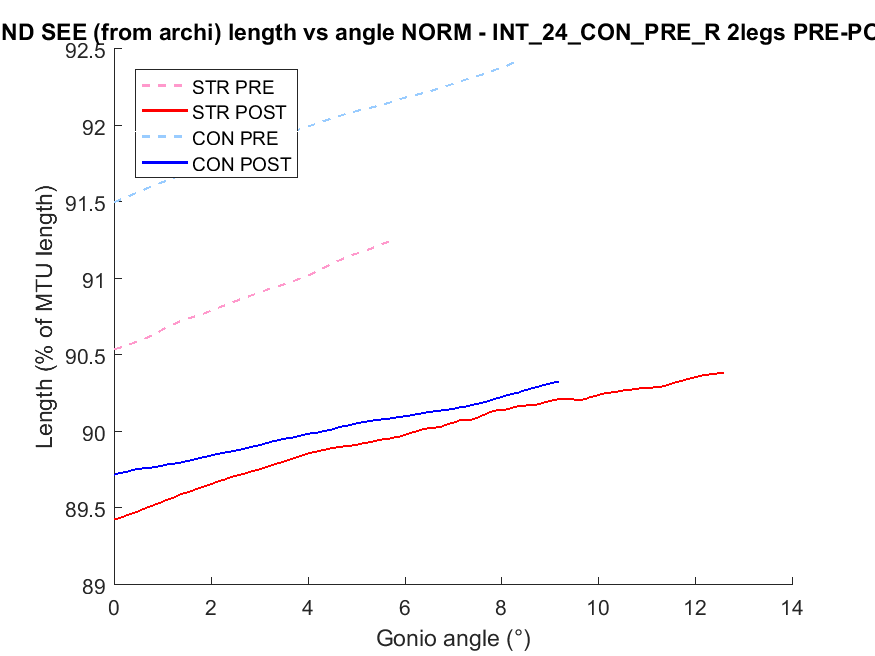 ND SEE (from archi) length vs angle NORM - INT_24_CON_PRE_R 2legs PRE-PO
92.5
92
91.5
91
90.5
90
89.5
89
Length (% of MTU length)
STR PRE
STR POST
CON PRE
CON POST
0 2 4 6 8 10 12 14
Gonio angle (°)